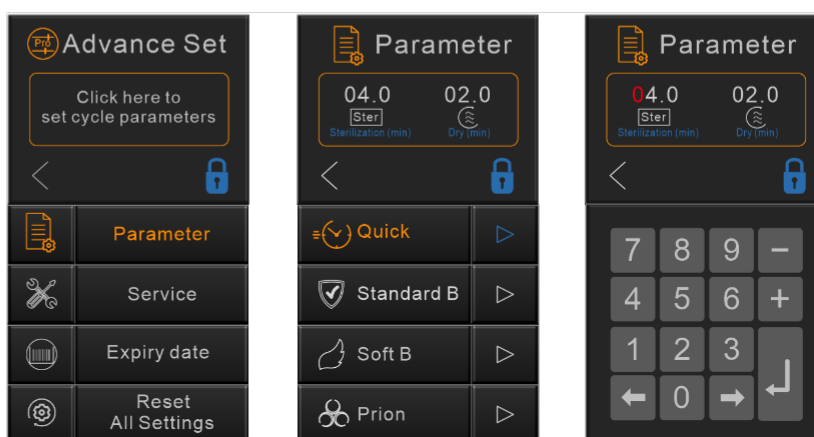 Pro
Advance Set
Click here to
set cycle parameters
Parameter
Service
Expiry date
Reset
All Settings
Parameter
04.0 02.0
Ster
Sterilization (min) Dry (min)
Quick
Standard B
Soft B
Prion
Parameter
04.0 02.0
Ster
Sterilization (min) Dry (min)
7 8 9 −
4 5 6 +
1 2 3
0